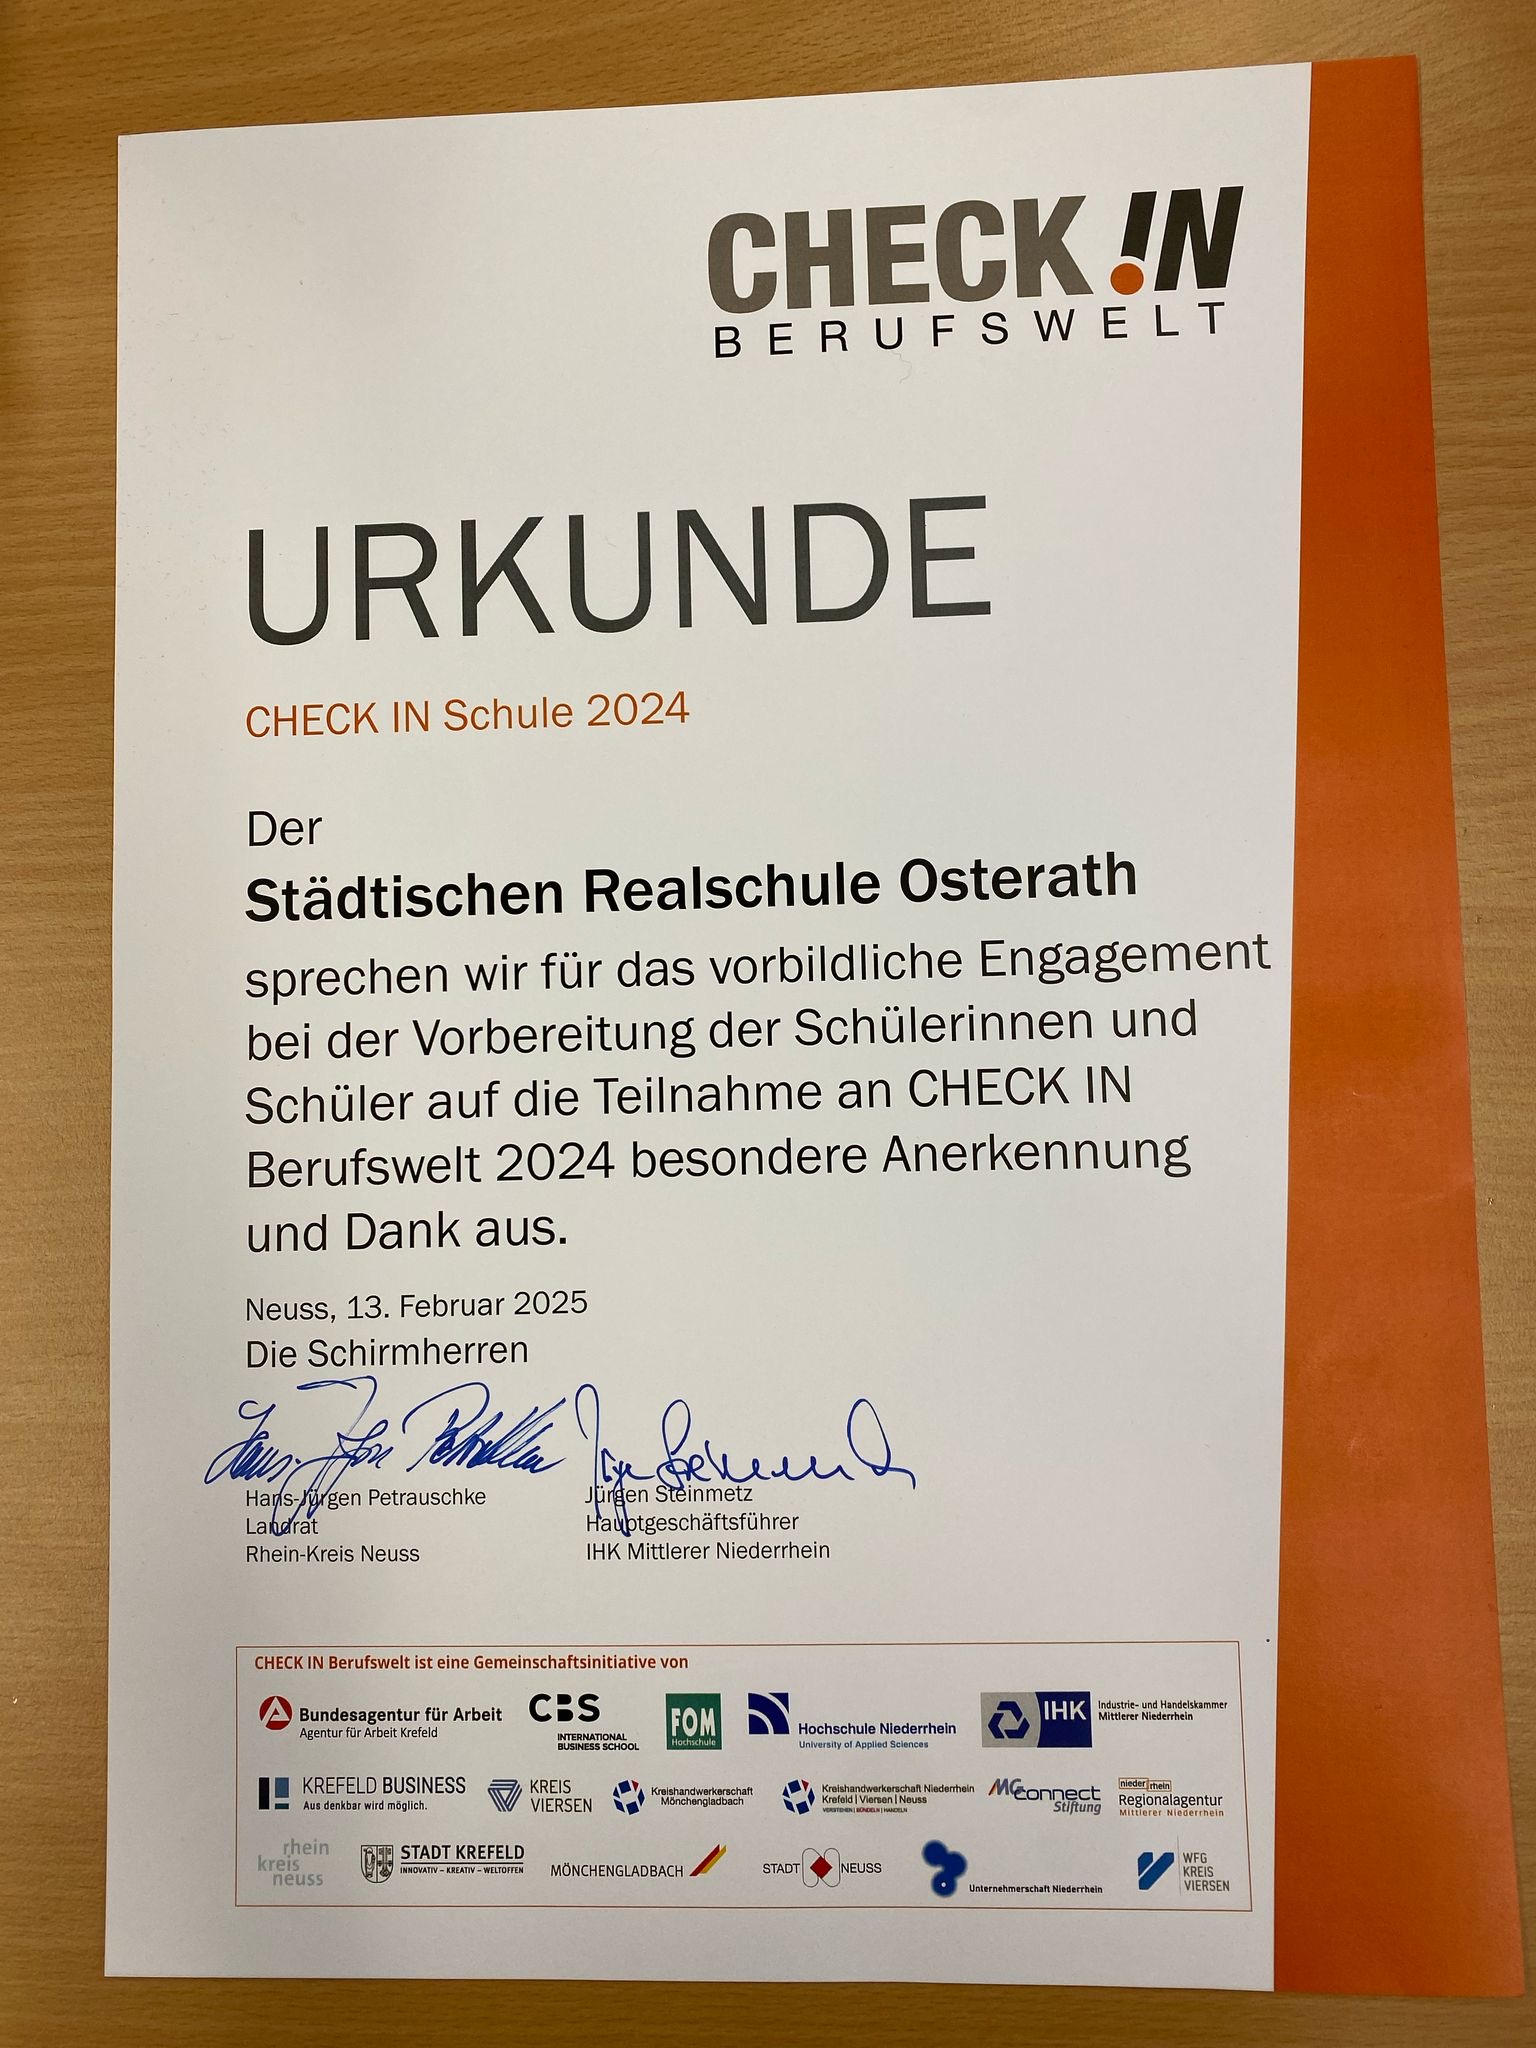 CHECK IN
BERUFSWELT
URKUNDE
CHECK IN Schule 2024
Der
Städtischen Realschule Osterath
sprechen wir für das vorbildliche Engagement
bei der Vorbereitung der Schülerinnen und
Schüler auf die Teilnahme an CHECK IN
Berufswelt 2024 besondere Anerkennung
und Dank aus.
Neuss, 13. Februar 2025
Die Schirmherren
Hans-Jürgen Petrauschke
Landrat
Rhein-Kreis Neuss
Jürgen Steinmetz
Hauptgeschäftsführer
IHK Mittlerer Niederrhein
CHECK IN Berufswelt ist eine Gemeinschaftsinitiative von
Bundesagentur für Arbeit
Agentur für Arbeit Krefeld
CBS
INTERNATIONAL
BUSINESS SCHOOL
FOM
Hochschule
Hochschule Niederrhein
University of Applied Sciences
IHK
Industrie- und Handelskammer
Mittlerer Niederrhein
KREFELD BUSINESS
Aus denkbar wird möglich.
KREIS
VIERSEN
Kreishandwerkerschaft
Mönchengladbach
Kreishandwerkerschaft Niederrhein
Krefeld | Viersen | Neuss
VERSTEHEN | BÜNDELN | HANDELN
MGconnect
Stiftung
nieder rhein
Regionalagentur
Mittlerer Niederrhein
rhein
kreis
neuss
STADT KREFELD
INNOVATIV – KREATIV – WELTOFFEN
MÖNCHENGLADBACH
STADT NEUSS
Unternehmerschaft Niederrhein
WFG
KREIS
VIERSEN